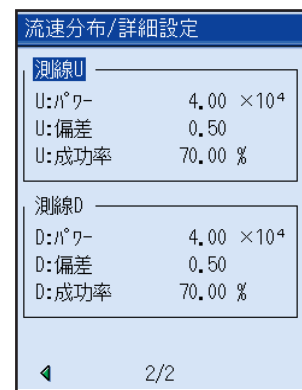 流速分布/詳細設定
測線U
U:ﾊﾟﾜｰ 4.00 ×10⁴
U:偏差 0.50
U:成功率 70.00 %
測線D
D:ﾊﾟﾜｰ 4.00 ×10⁴
D:偏差 0.50
D:成功率 70.00 %
2/2